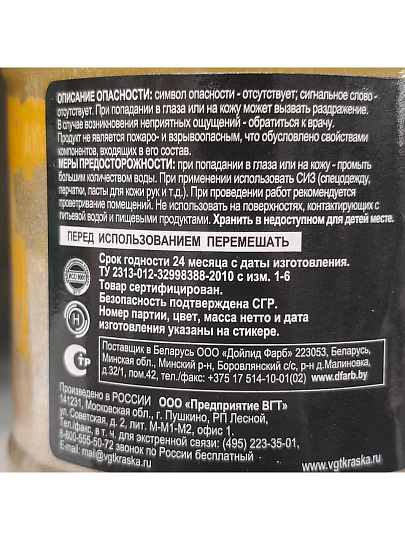 ОПИСАНИЕ ОПАСНОСТИ: символ опасности - отсутствует; сигнальное слово -
отсутствует. При попадании в глаза или на кожу может вызвать раздражение.
В случае возникновения неприятных ощущений - обратиться к врачу.
Продукт не является пожаро- и взрывоопасным, что обусловлено свойствами
компонентов, входящих в его состав.
МЕРЫ ПРЕДОСТОРОЖНОСТИ: при попадании в глаза или на кожу - промыть
большим количеством воды. При применении использовать СИЗ (спецодежду,
перчатки, пасты для кожи рук и т.д.). При проведении работ рекомендуется
проветривание помещений. Не использовать на поверхностях, контактирующих с
питьевой водой и пищевыми продуктами. Хранить в недоступном для детей месте.
ПЕРЕД ИСПОЛЬЗОВАНИЕМ ПЕРЕМЕШАТЬ
Срок годности 24 месяца с даты изготовления.
ТУ 2313-012-32998388-2010 с изм. 1-6
Товар сертифицирован.
Безопасность подтверждена СГР.
Номер партии, цвет, масса нетто и дата
изготовления указаны на стикере.
ISO 9001
Н
тр
Поставщик в Беларусь ООО «Дойлид Фарб» 223053, Беларусь,
Минская обл., Минский р-н, Боровлянский с/с, р-н д.Малиновка,
д.32/1, пом.42, тел./факс: +375 17 514-10-01(02) www.dfarb.by
Произведено в РОССИИ ООО «Предприятие ВГТ»
141231, Московская обл., г. Пушкино, РП Лесной,
ул. Советская, д. 2, лит. М-М1-М2, офис 1.
Тел./факс, в т. ч. для экстренной связи: (495) 223-35-01,
8-800-555-50-72 звонок по России бесплатный
E-mail: mail@vgtkraska.ru
www.vgtkraska.ru